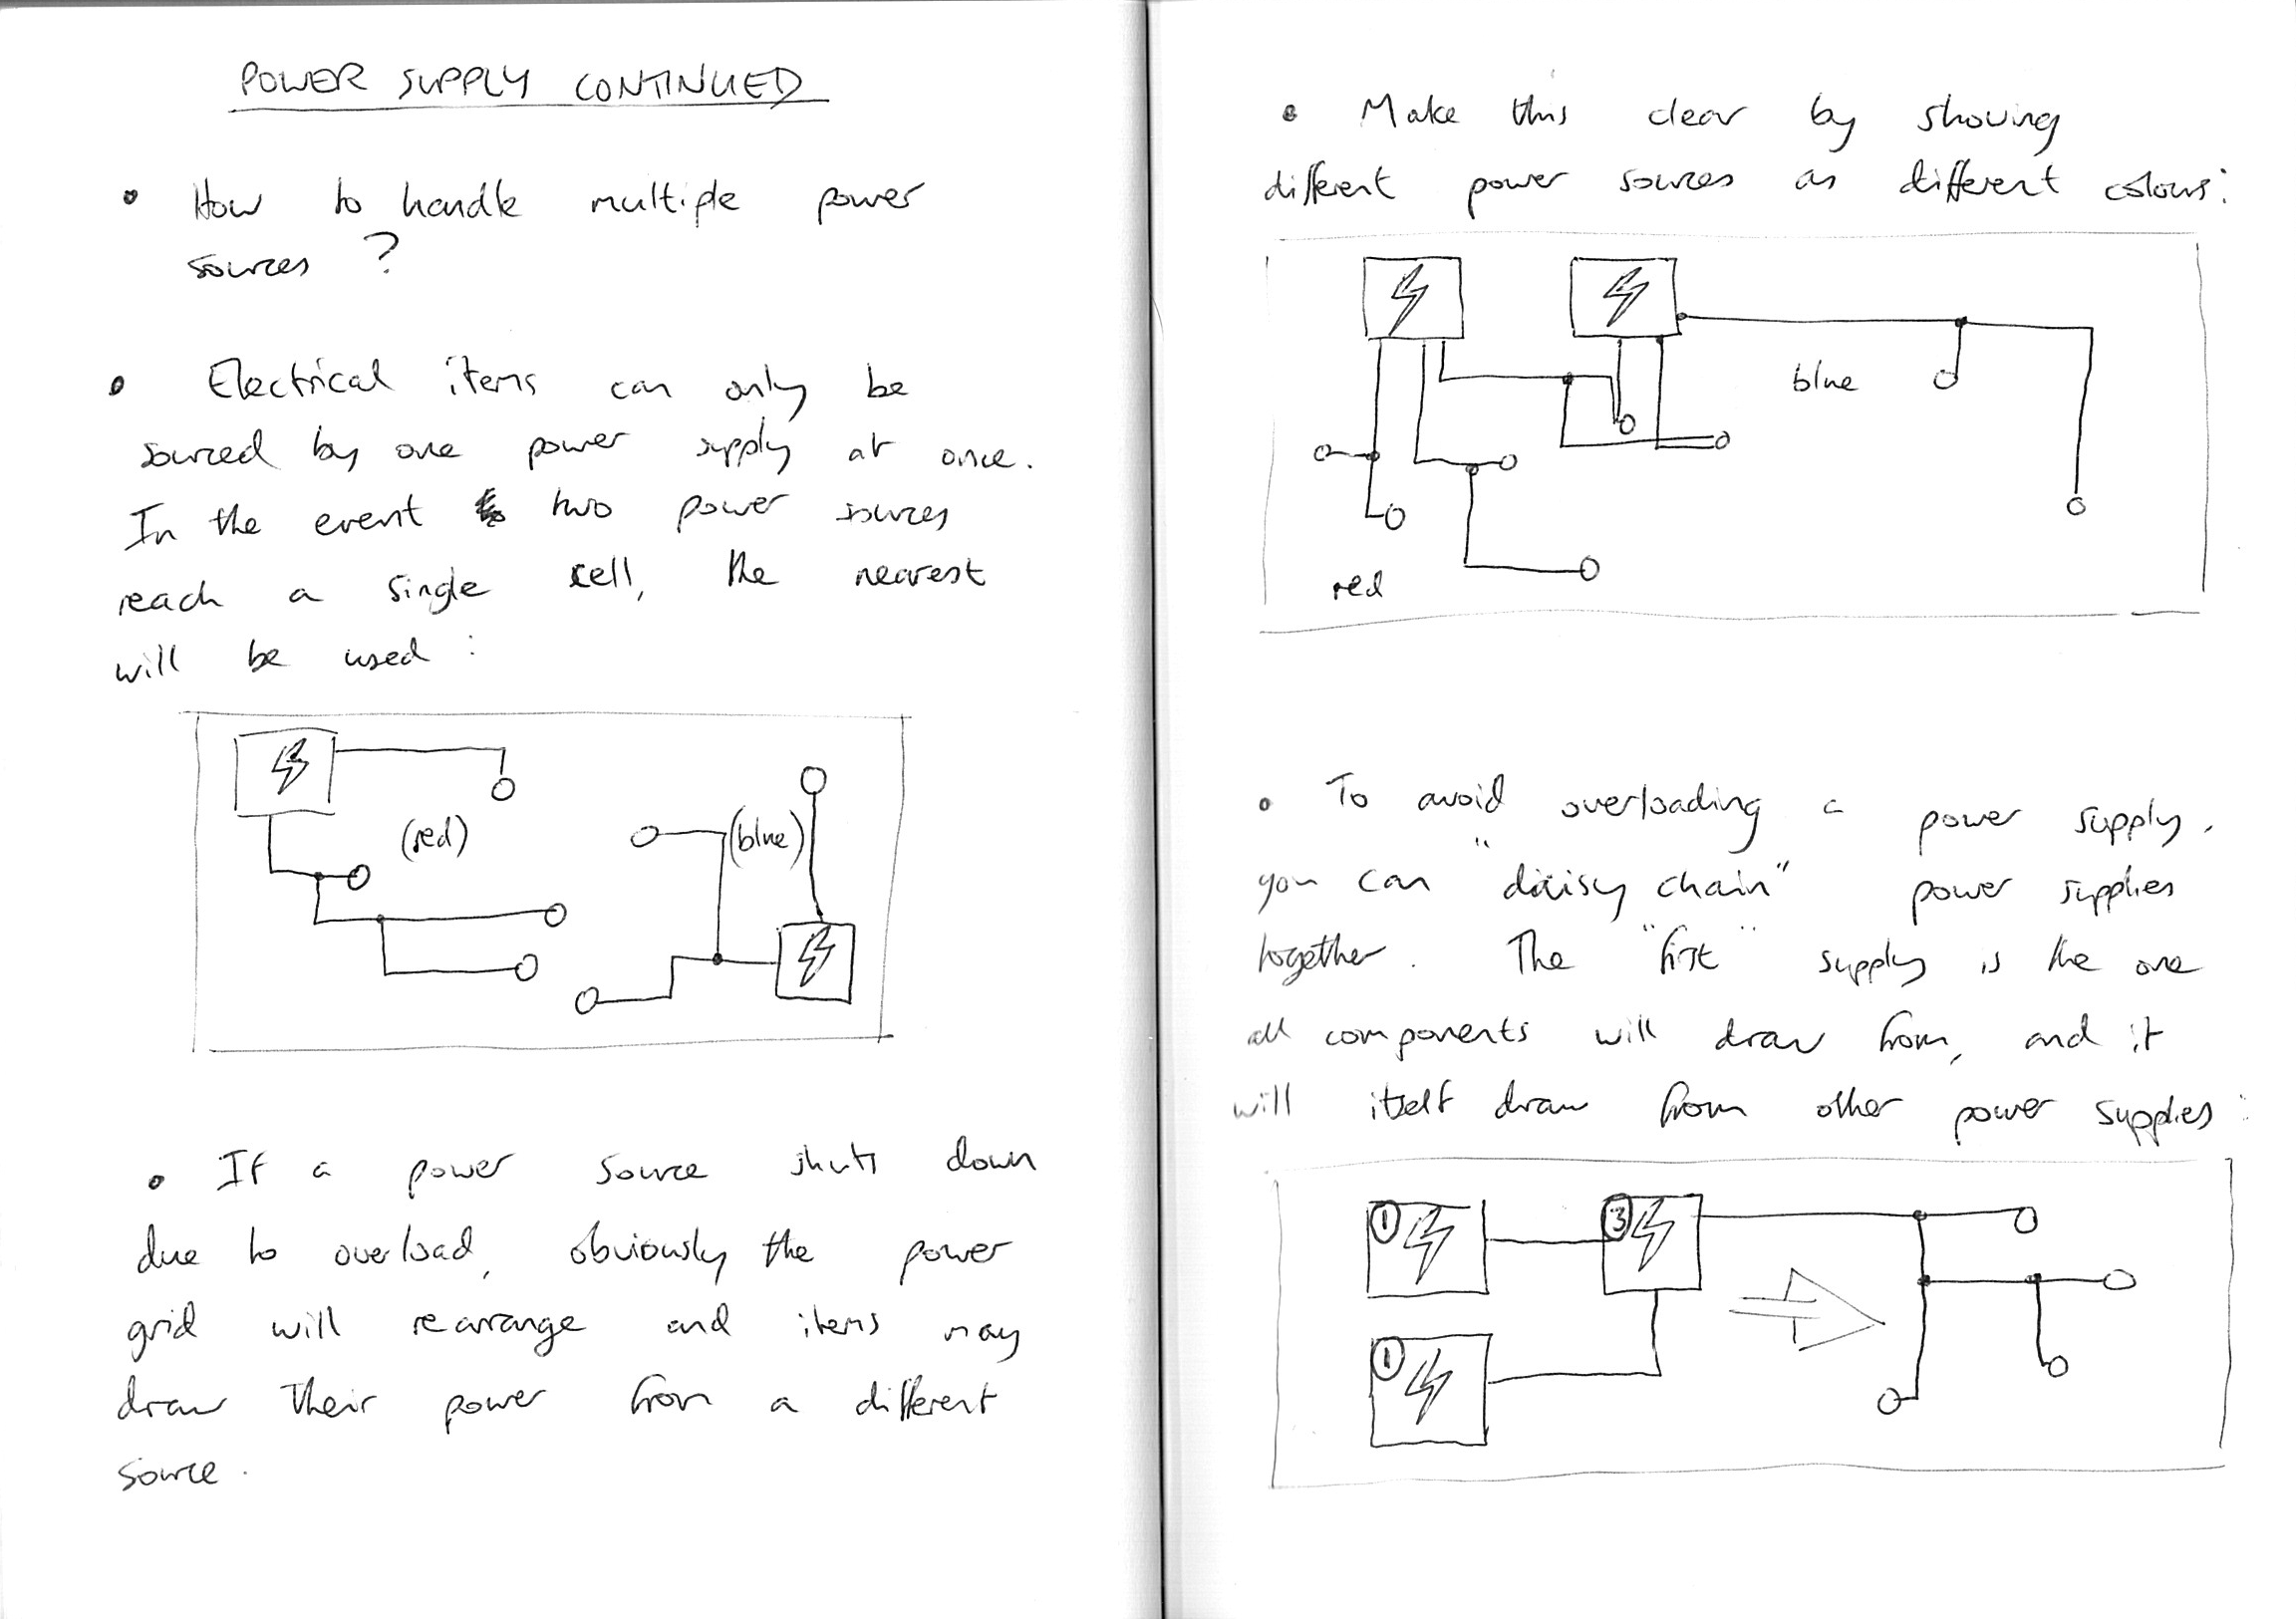 POWER SUPPLY CONTINUED
• How to handle multiple power
sources ?
• Electrical items can only be
sourced by one power supply at once.
In the event two power sources
reach a single cell, the nearest
will be used :
(red)
(blue)
• If a power source shuts down
due to overload, obviously the power
grid will rearrange and items may
draw their power from a different
source.
• Make this clear by showing
different power sources as different colours:
blue
red
• To avoid overloading a power supply,
you can "daisy chain" power supplies
together. The "first" supply is the one
all components will draw from, and it
will itself draw from other power supplies:
1
3
1